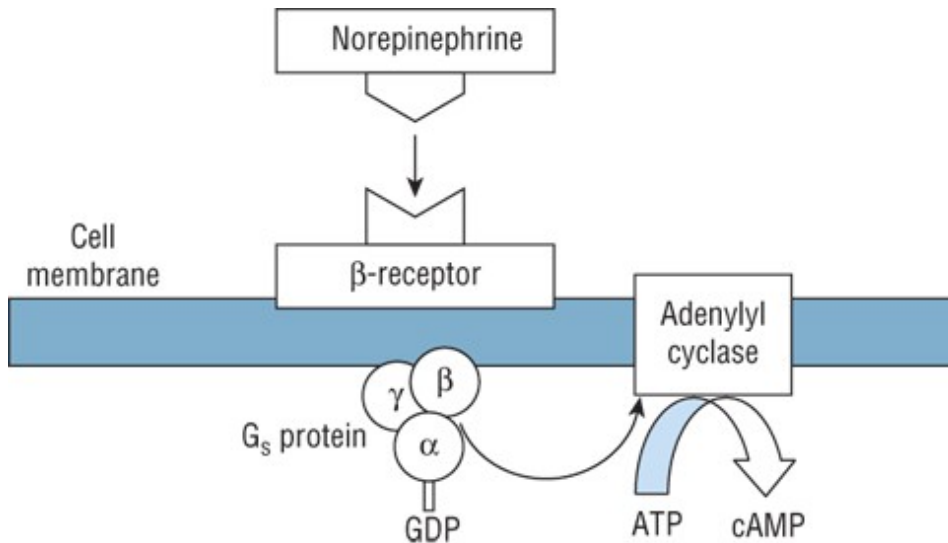 Norepinephrine
Cell
membrane
β-receptor
Adenylyl
cyclase
γ
β
Gs protein
α
GDP
ATP
cAMP